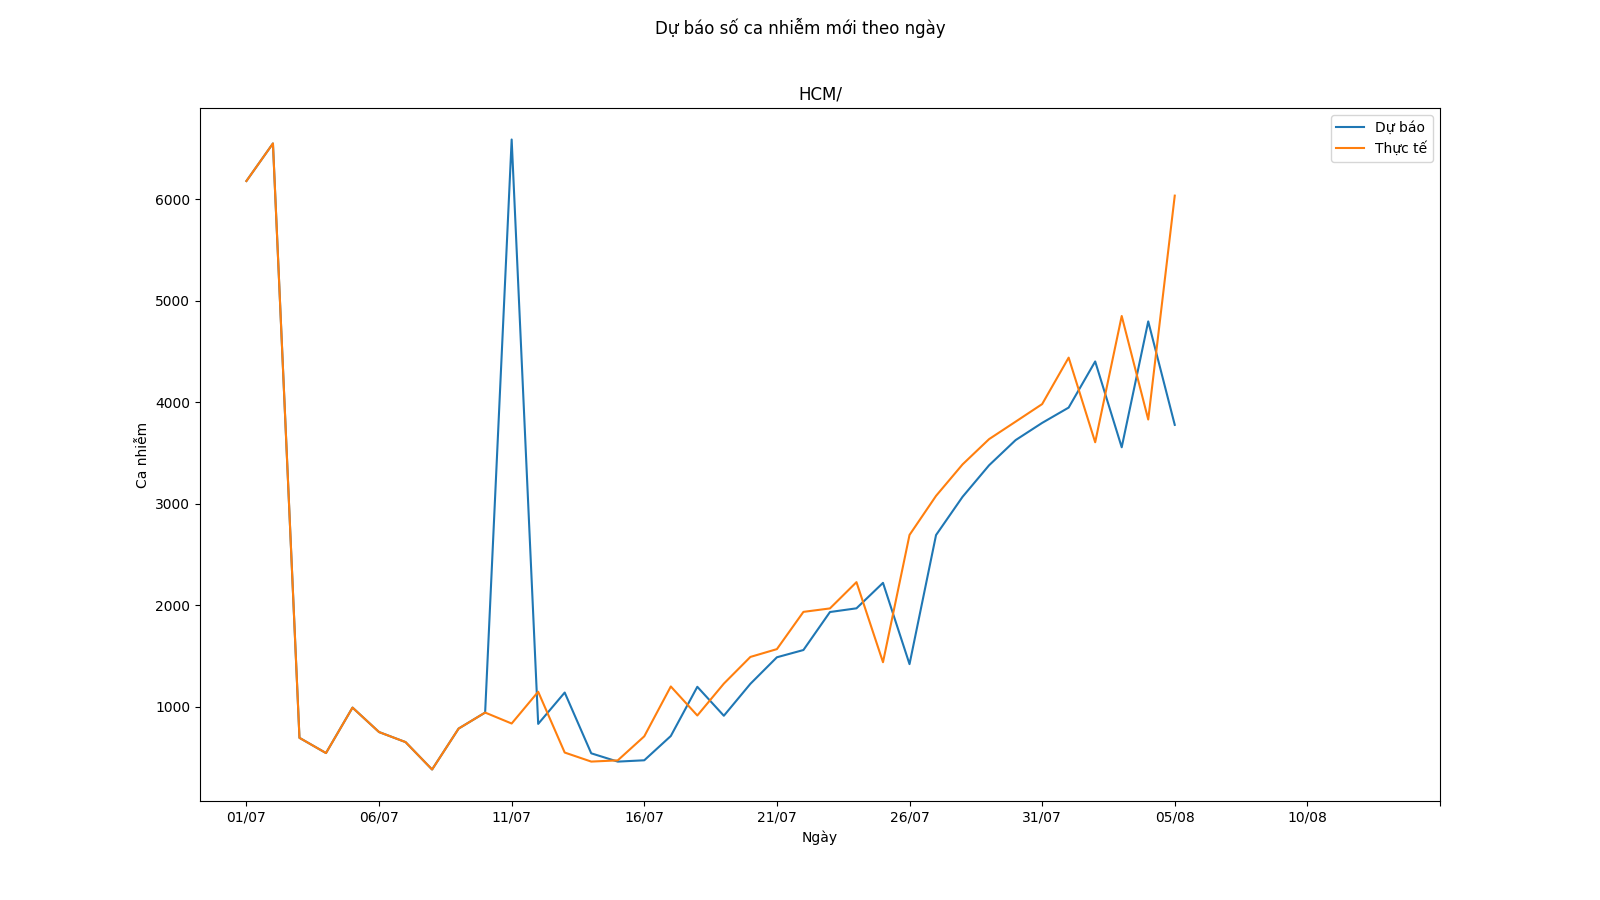 Dự báo số ca nhiễm mới theo ngày
HCM/
Dự báo
Thực tế
6000
5000
4000
3000
2000
1000
Ca nhiễm
01/07
06/07
11/07
16/07
21/07
26/07
31/07
05/08
10/08
Ngày